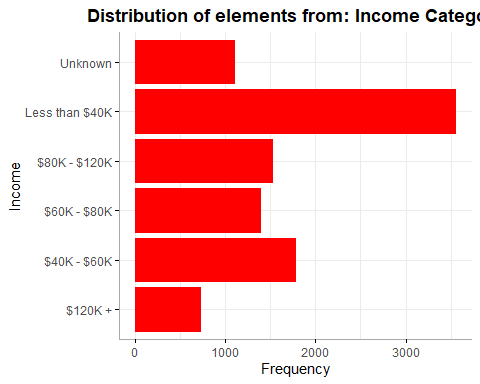 Distribution of elements from: Income Catego
Unknown
Less than $40K
$80K - $120K
$60K - $80K
$40K - $60K
$120K +
Income
0 1000 2000 3000
Frequency